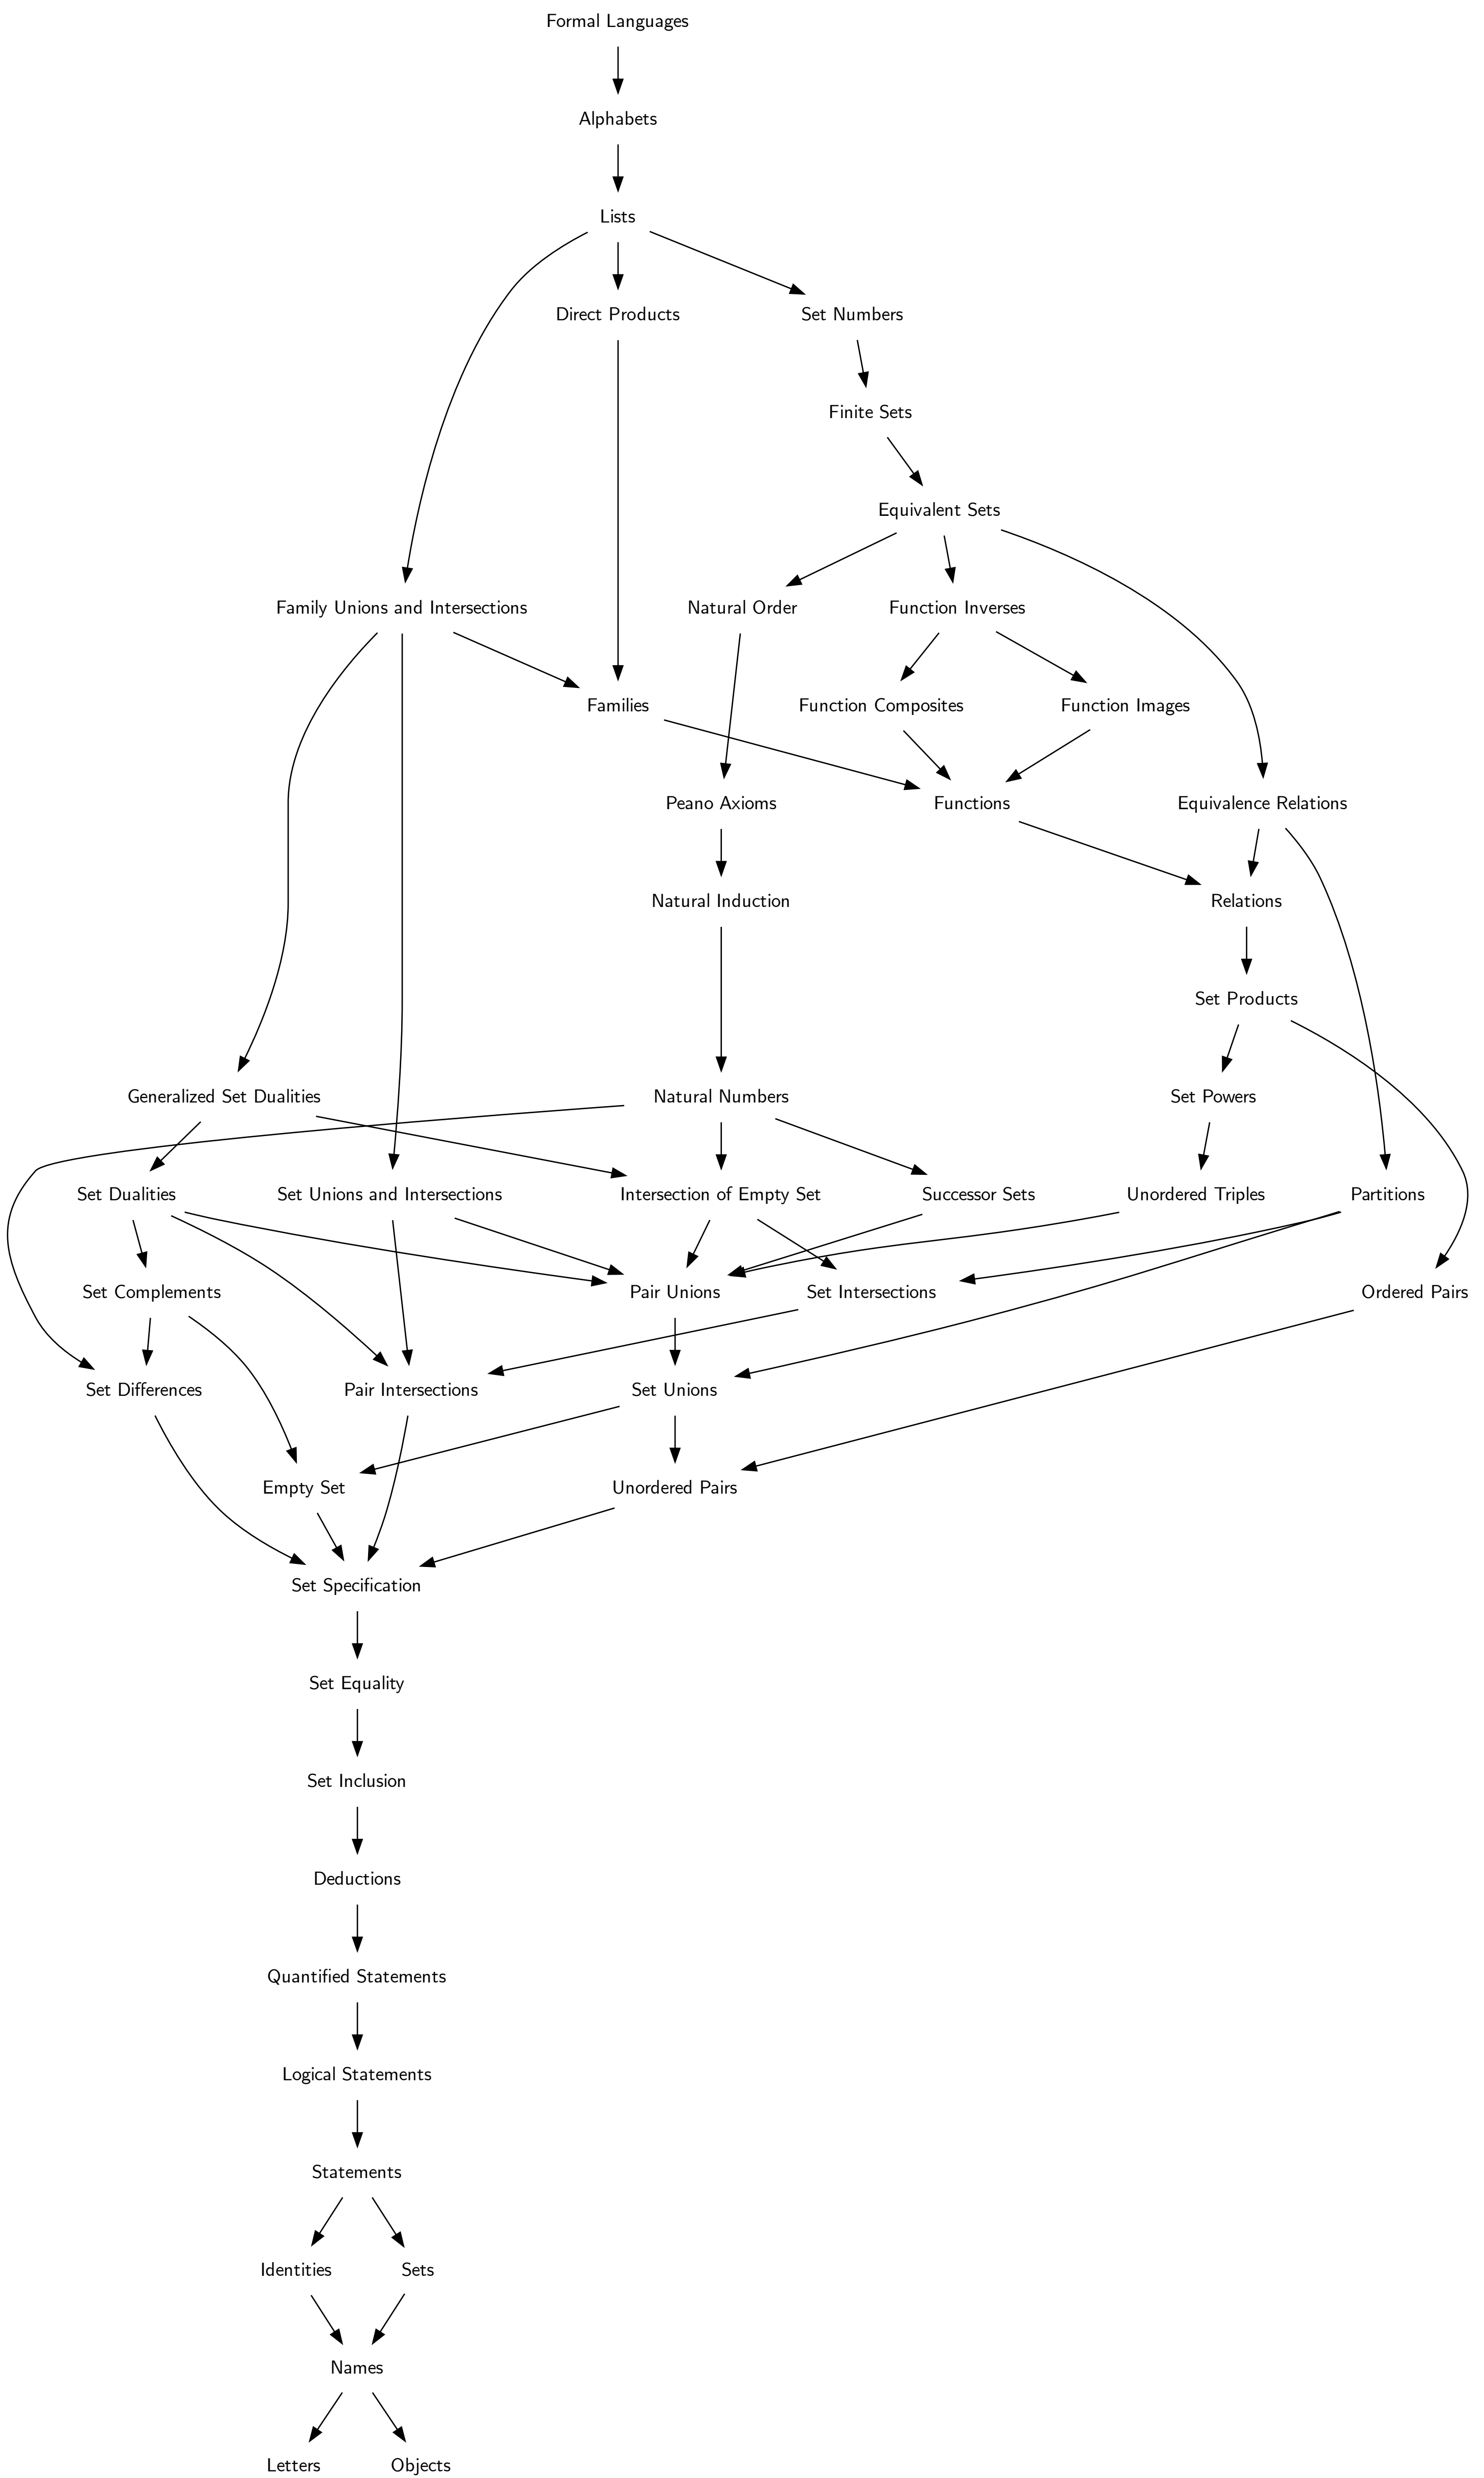 Formal Languages
Alphabets
Lists
Direct Products
Set Numbers
Finite Sets
Equivalent Sets
Family Unions and Intersections
Natural Order
Function Inverses
Families
Function Composites
Function Images
Peano Axioms
Functions
Equivalence Relations
Natural Induction
Relations
Set Products
Generalized Set Dualities
Natural Numbers
Set Powers
Set Dualities
Set Unions and Intersections
Intersection of Empty Set
Successor Sets
Unordered Triples
Partitions
Set Complements
Pair Unions
Set Intersections
Ordered Pairs
Set Differences
Pair Intersections
Set Unions
Empty Set
Unordered Pairs
Set Specification
Set Equality
Set Inclusion
Deductions
Quantified Statements
Logical Statements
Statements
Identities
Sets
Names
Letters
Objects